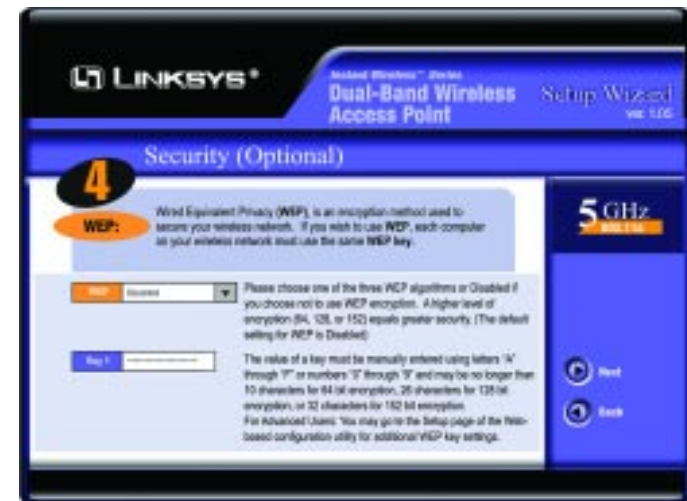 LINKSYS®
Instant Wireless™ Series
Dual-Band Wireless
Access Point
Setup Wizard
ver. 1.05
4
Security (Optional)
WEP:
Wired Equivalent Privacy (WEP), is an encryption method used to
secure your wireless network. If you wish to use WEP, each computer
on your wireless network must use the same WEP key.
5 GHz
802.11a
WEP
Disabled
Please choose one of the three WEP algorithms or Disabled if
you choose not to use WEP encryption. A higher level of
encryption (64, 128, or 152) equals greater security. (The default
setting for WEP is Disabled)
Key 1
The value of a key must be manually entered using letters "A"
through "F" or numbers "0" through "9" and may be no longer than
10 characters for 64 bit encryption, 26 characters for 128 bit
encryption, or 32 characters for 152 bit encryption.
For Advanced Users: You may go to the Setup page of the Web-
based configuration utility for additional WEP key settings.
Next
Back